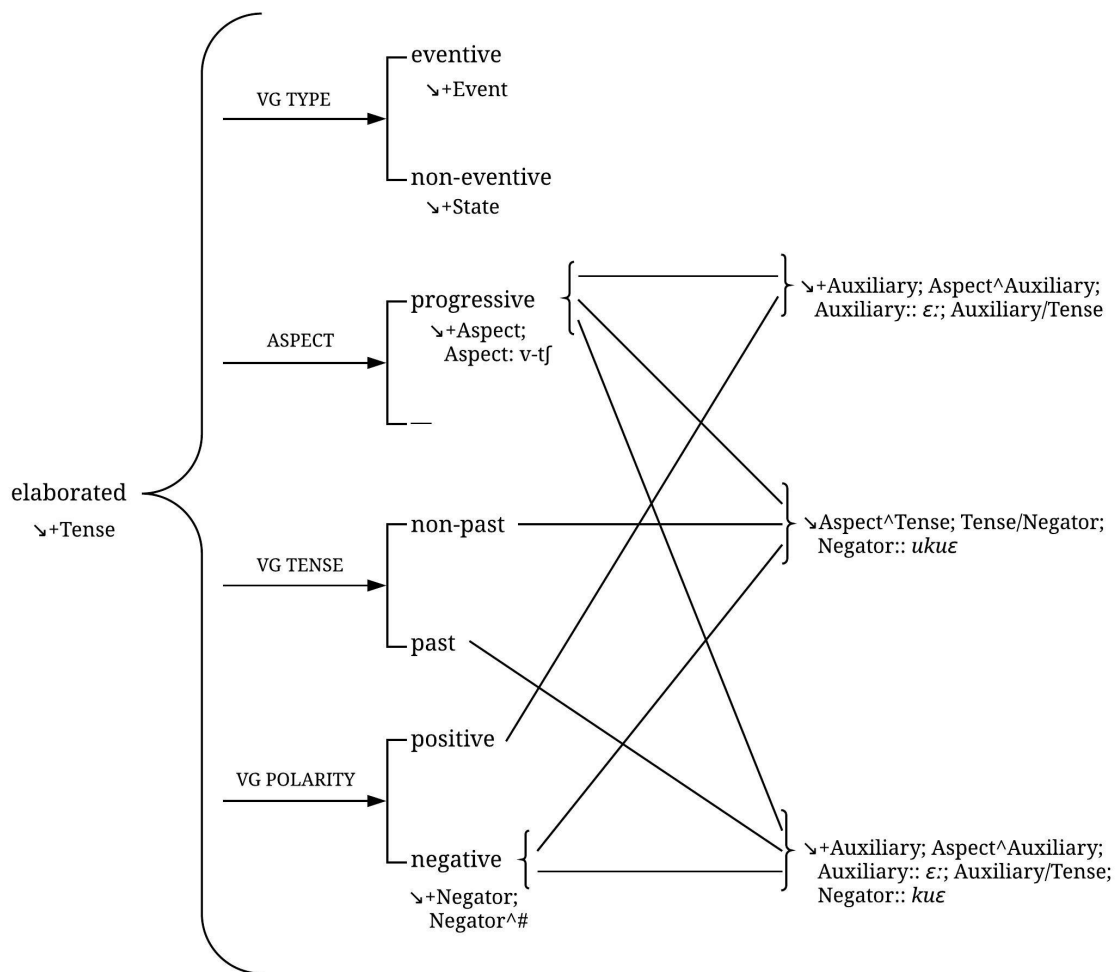 eventive
↘+Event
VG TYPE
non-eventive
↘+State
progressive
↘+Aspect;
Aspect: v-tʃ
ASPECT
—
↘+Auxiliary; Aspect^Auxiliary;
Auxiliary:: ɛː; Auxiliary/Tense
elaborated
↘+Tense
non-past
VG TENSE
past
↘Aspect^Tense; Tense/Negator;
Negator:: ukuɛ
positive
VG POLARITY
negative
↘+Negator;
Negator^#
↘+Auxiliary; Aspect^Auxiliary;
Auxiliary:: ɛː; Auxiliary/Tense;
Negator:: kuɛ